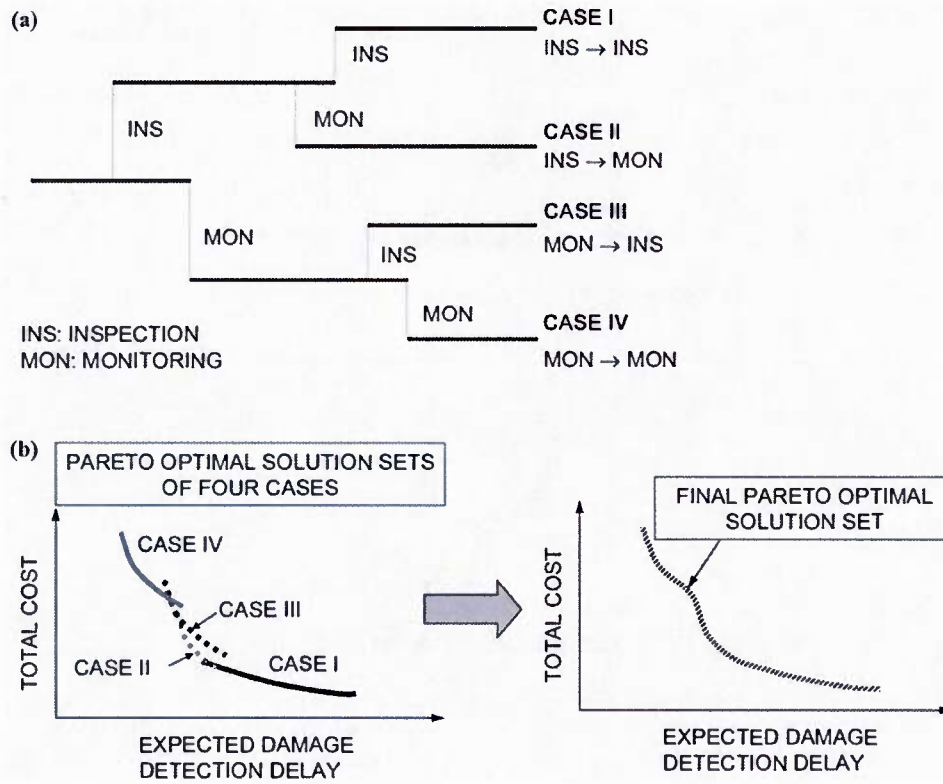 (a)
CASE I
INS → INS
INS
INS
MON
CASE II
INS → MON
CASE III
MON → INS
MON
INS
MON
CASE IV
MON → MON
INS: INSPECTION
MON: MONITORING
(b)
PARETO OPTIMAL SOLUTION SETS
OF FOUR CASES
TOTAL COST
CASE IV
CASE III
CASE II
CASE I
EXPECTED DAMAGE
DETECTION DELAY
FINAL PARETO OPTIMAL
SOLUTION SET
TOTAL COST
EXPECTED DAMAGE
DETECTION DELAY